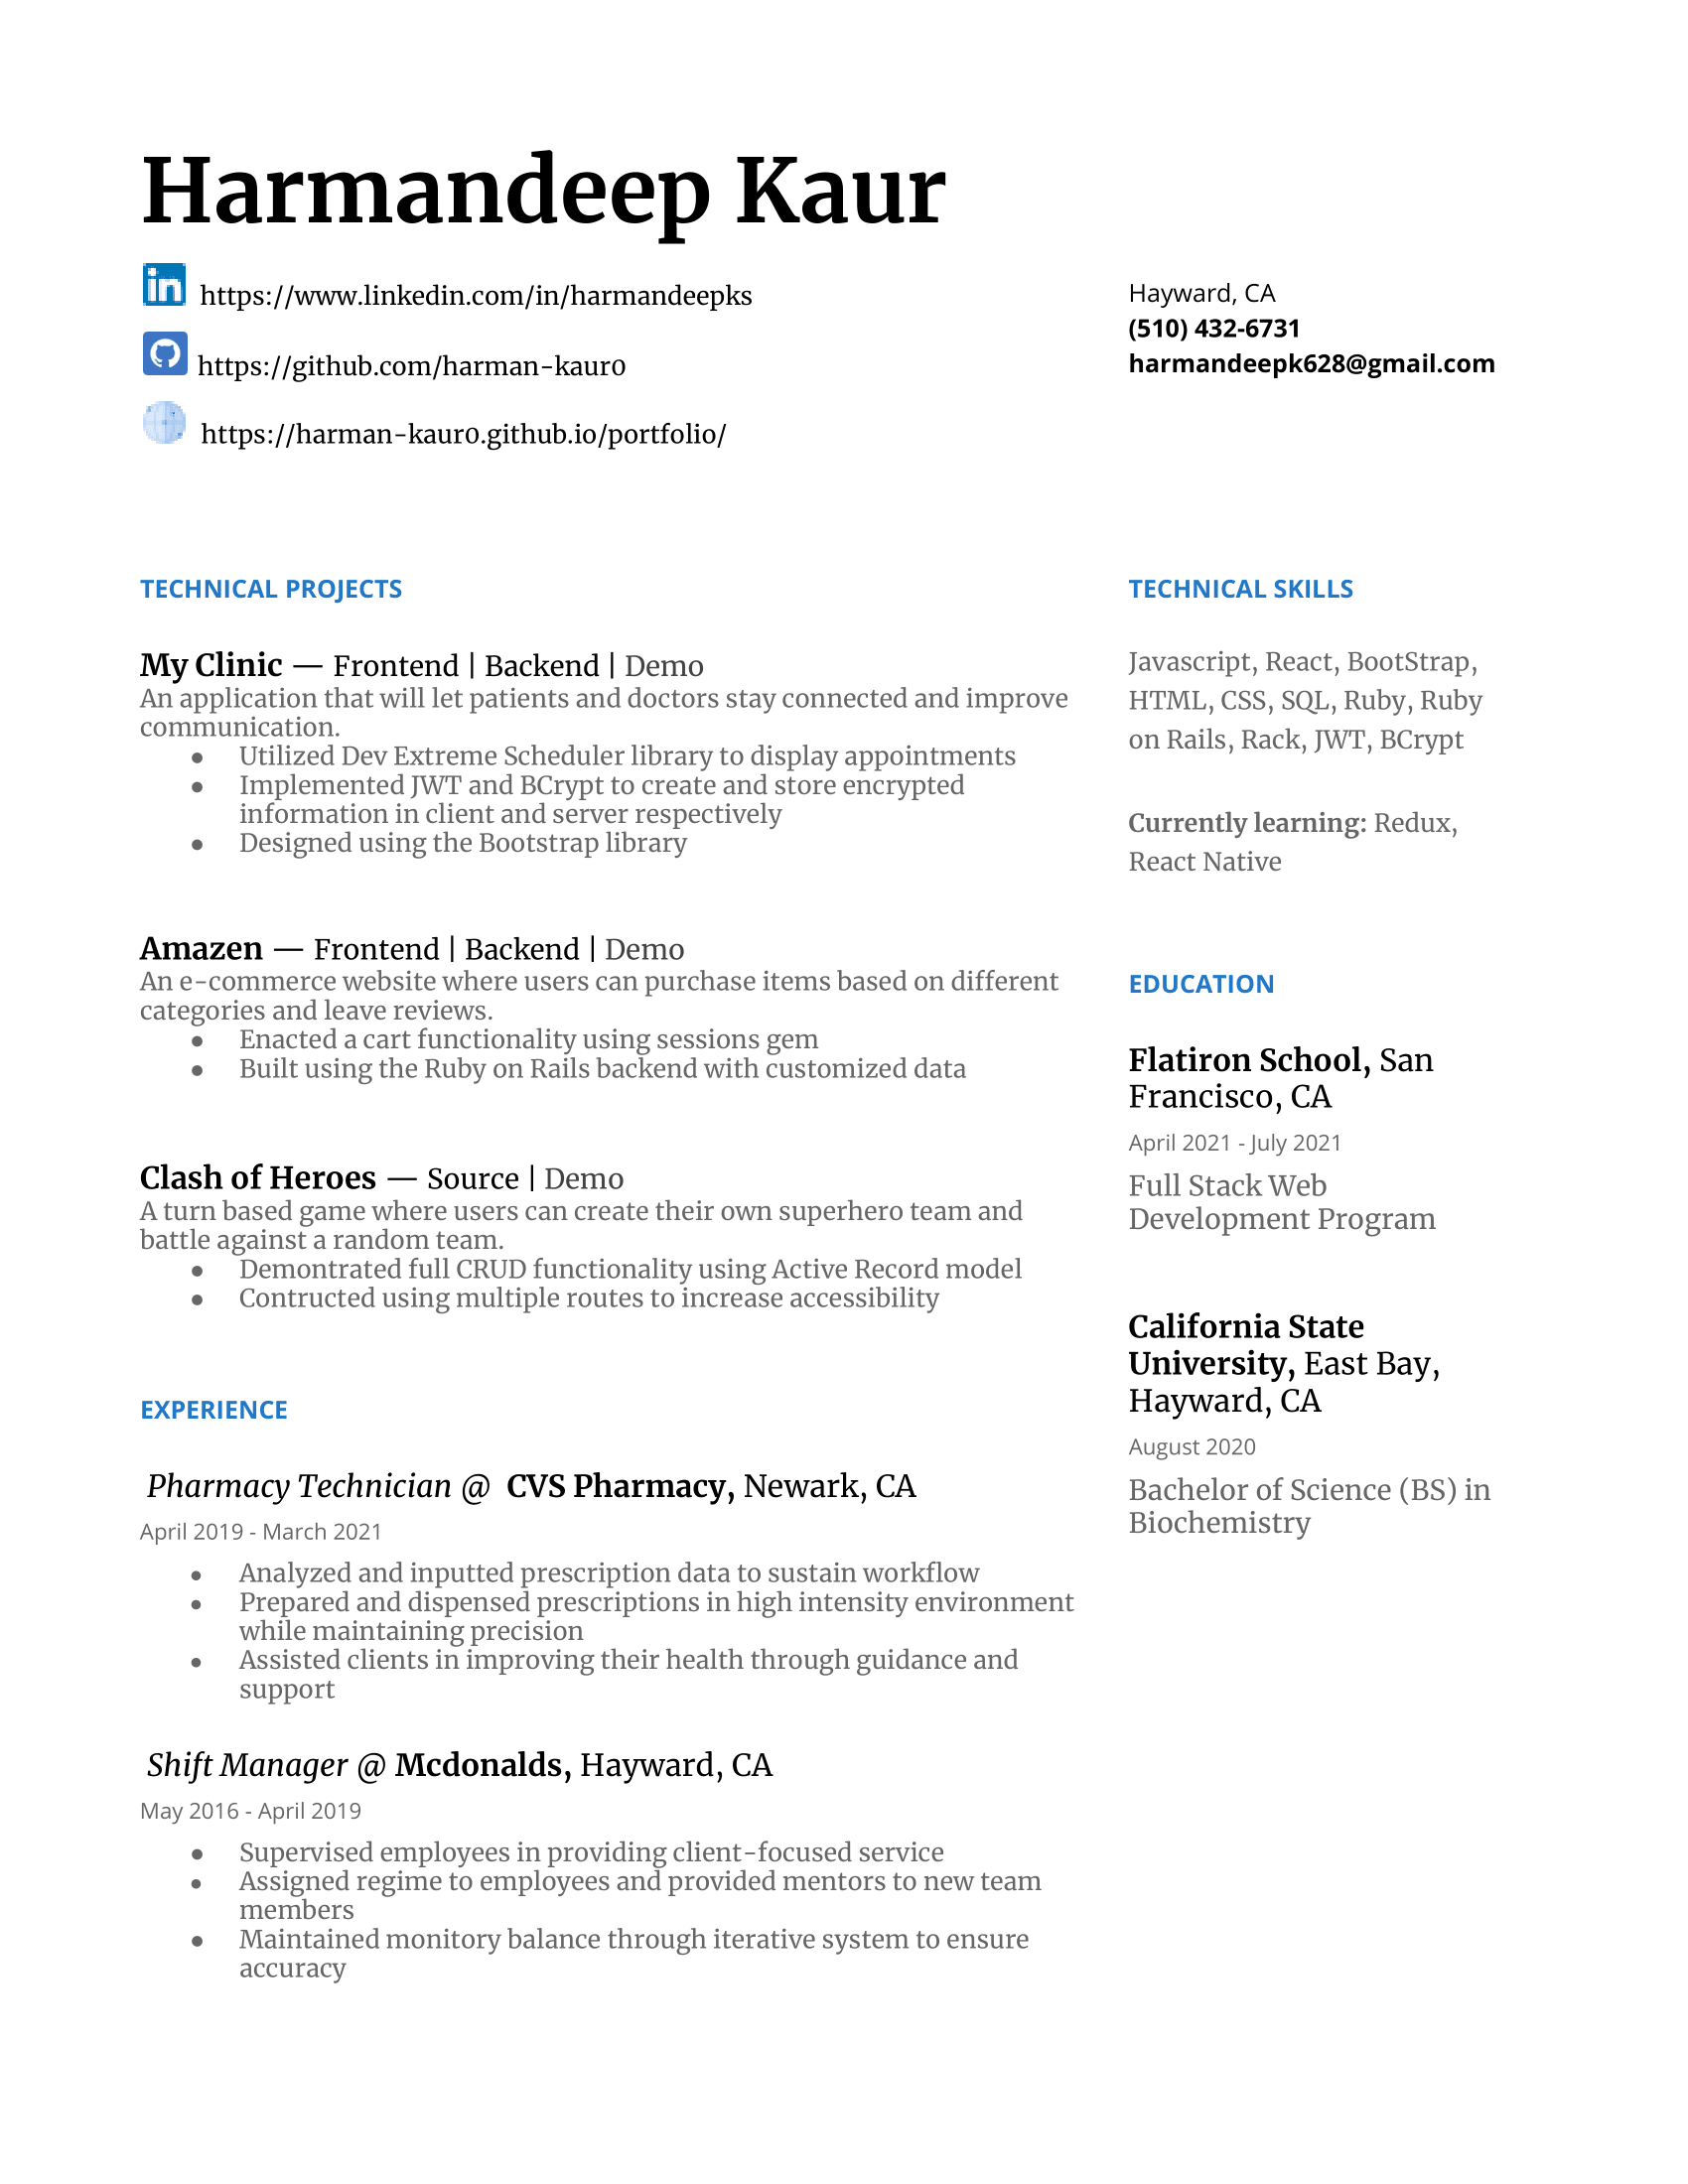 Harmandeep Kaur
in https://www.linkedin.com/in/harmandeepks
https://github.com/harman-kaur0
https://harman-kaur0.github.io/portfolio/
Hayward, CA
(510) 432-6731
harmandeepk628@gmail.com
TECHNICAL PROJECTS
My Clinic — Frontend | Backend | Demo
An application that will let patients and doctors stay connected and improve
communication.
● Utilized Dev Extreme Scheduler library to display appointments
● Implemented JWT and BCrypt to create and store encrypted
information in client and server respectively
● Designed using the Bootstrap library
Amazen — Frontend | Backend | Demo
An e-commerce website where users can purchase items based on different
categories and leave reviews.
● Enacted a cart functionality using sessions gem
● Built using the Ruby on Rails backend with customized data
Clash of Heroes — Source | Demo
A turn based game where users can create their own superhero team and
battle against a random team.
● Demontrated full CRUD functionality using Active Record model
● Contructed using multiple routes to increase accessibility
EXPERIENCE
Pharmacy Technician @ CVS Pharmacy, Newark, CA
April 2019 - March 2021
● Analyzed and inputted prescription data to sustain workflow
● Prepared and dispensed prescriptions in high intensity environment
while maintaining precision
● Assisted clients in improving their health through guidance and
support
Shift Manager @ Mcdonalds, Hayward, CA
May 2016 - April 2019
● Supervised employees in providing client-focused service
● Assigned regime to employees and provided mentors to new team
members
● Maintained monitory balance through iterative system to ensure
accuracy
TECHNICAL SKILLS
Javascript, React, BootStrap,
HTML, CSS, SQL, Ruby, Ruby
on Rails, Rack, JWT, BCrypt
Currently learning: Redux,
React Native
EDUCATION
Flatiron School, San
Francisco, CA
April 2021 - July 2021
Full Stack Web
Development Program
California State
University, East Bay,
Hayward, CA
August 2020
Bachelor of Science (BS) in
Biochemistry